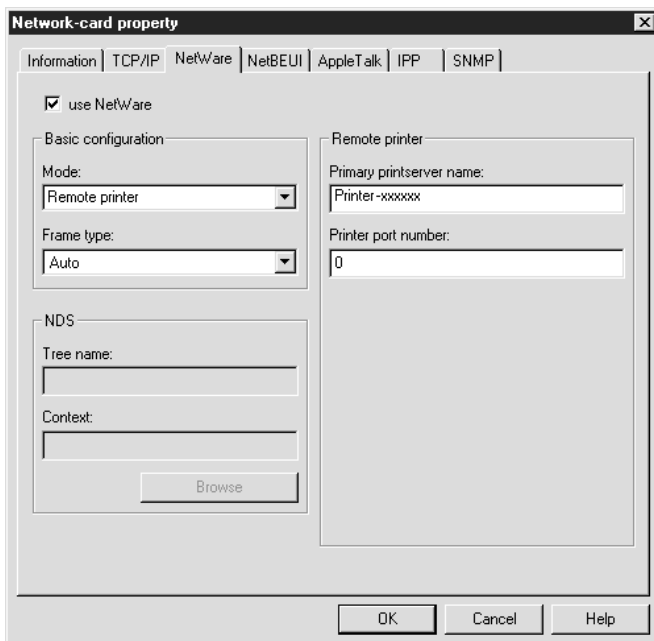 Network-card property
Information TCP/IP NetWare NetBEUI AppleTalk IPP SNMP
use NetWare
Basic configuration
Mode:
Remote printer
Frame type:
Auto
NDS
Tree name:
Context:
Browse
Remote printer
Primary printserver name:
Printer-xxxxxx
Printer port number:
0
OK Cancel Help